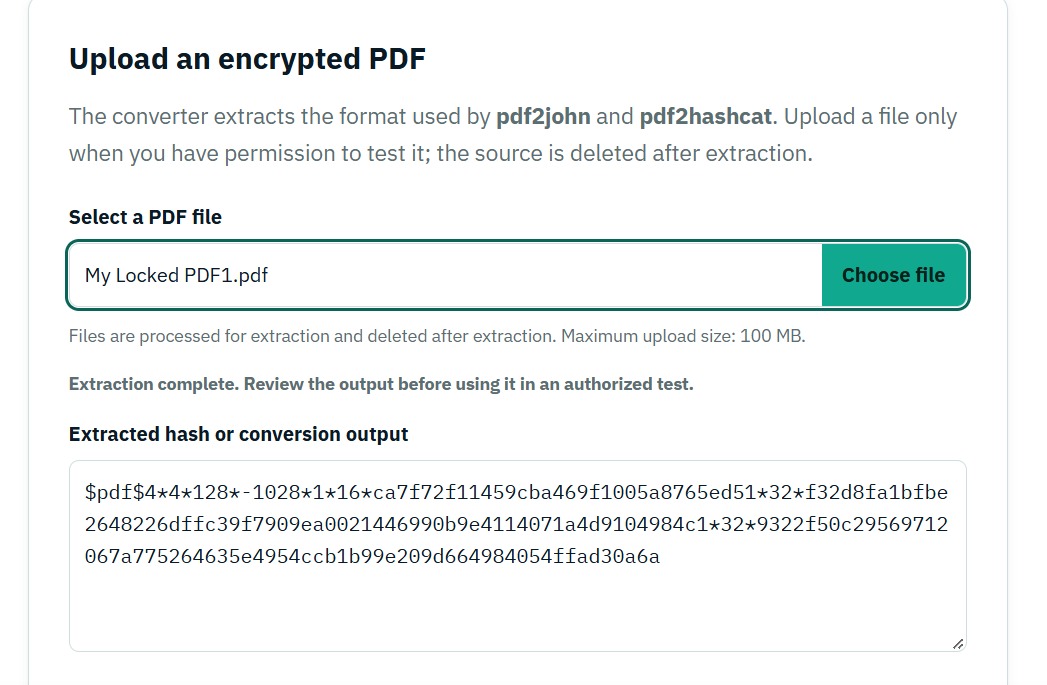 Upload an encrypted PDF
The converter extracts the format used by pdf2john and pdf2hashcat. Upload a file only
when you have permission to test it; the source is deleted after extraction.
Select a PDF file
My Locked PDF1.pdf
Choose file
Files are processed for extraction and deleted after extraction. Maximum upload size: 100 MB.
Extraction complete. Review the output before using it in an authorized test.
Extracted hash or conversion output
$pdf$4*4*128*-1028*1*16*ca7f72f11459cba469f1005a8765ed51*32*f32d8fa1bfbe
2648226dffc39f7909ea0021446990b9e4114071a4d9104984c1*32*9322f50c29569712
067a775264635e4954ccb1b99e209d664984054ffad30a6a